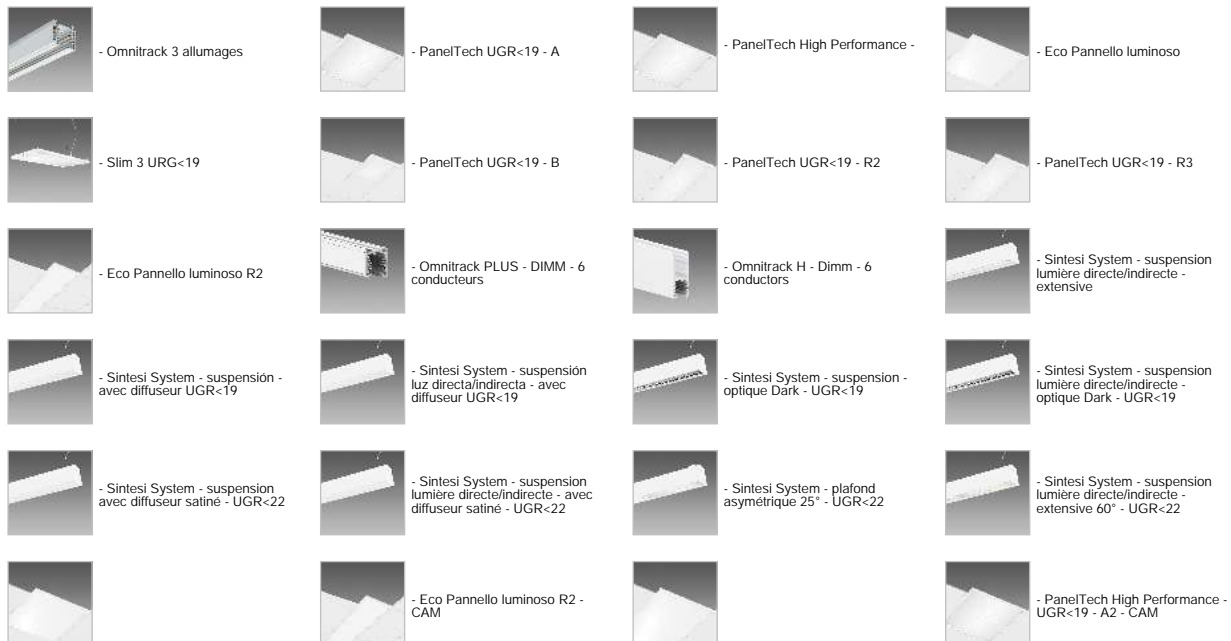 - Omnitrack 3 allumages
- PanelTech UGR<19 - A
- PanelTech High Performance -
- Eco Pannello luminoso
- Slim 3 URG<19
- PanelTech UGR<19 - B
- PanelTech UGR<19 - R2
- PanelTech UGR<19 - R3
- Eco Pannello luminoso R2
- Omnitrack PLUS - DIMM - 6
conducteurs
- Omnitrack H - Dimm - 6
conductors
- Sintesi System - suspension
lumière directe/indirecte -
extensive
- Sintesi System - suspensión -
avec diffuseur UGR<19
- Sintesi System - suspensión
luz directa/indirecta - avec
diffuseur UGR<19
- Sintesi System - suspension -
optique Dark - UGR<19
- Sintesi System - suspension
lumière directe/indirecte -
optique Dark - UGR<19
- Sintesi System - suspension
avec diffuseur satiné - UGR<22
- Sintesi System - suspension
lumière directe/indirecte - avec
diffuseur satiné - UGR<22
- Sintesi System - plafond
asymétrique 25° - UGR<22
- Sintesi System - suspension
lumière directe/indirecte -
extensive 60° - UGR<22
- Eco Pannello luminoso R2 -
CAM
- PanelTech High Performance -
UGR<19 - A2 - CAM